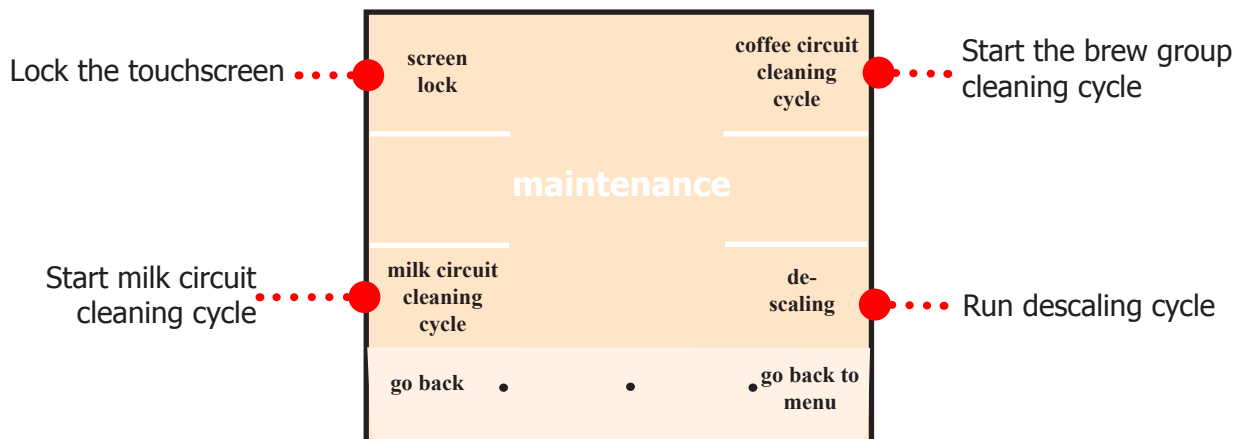 Lock the touchscreen
screen
lock
coffee circuit
cleaning
cycle
Start the brew group
cleaning cycle
maintenance
Start milk circuit
cleaning cycle
milk circuit
cleaning
cycle
de-
scaling
Run descaling cycle
go back
go back to
menu